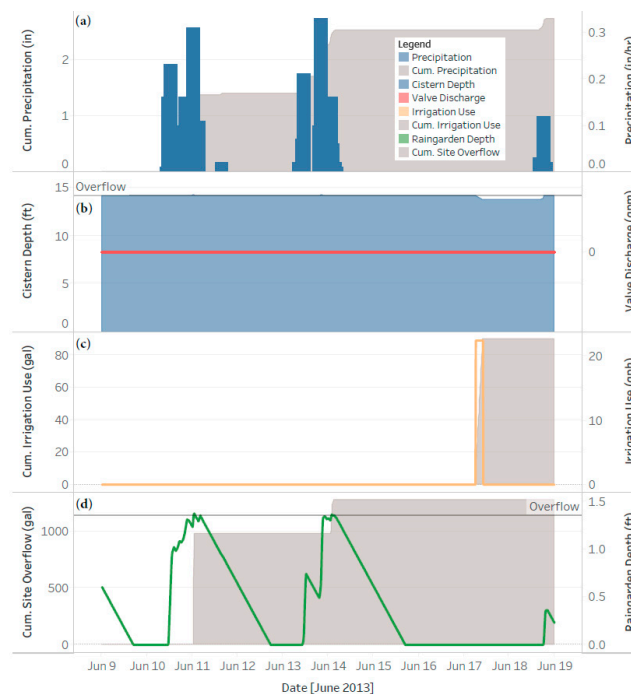 (a)
Cum. Precipitation (in)
2
1
0
Legend
Precipitation
Cum. Precipitation
Cistern Depth
Valve Discharge
Irrigation Use
Cum. Irrigation Use
Raingarden Depth
Cum. Site Overflow
0.3
0.2
0.1
0.0
Precipitation (in/hr)
Overflow
(b)
Cistern Depth (ft)
15
10
5
0
0
Valve Discharge (gpm)
(c)
Cum. Irrigation Use (gal)
80
60
40
20
0
20
10
0
Irrigation Use (gph)
(d)
Cum. Site Overflow (gal)
1000
500
0
Overflow
1.5
1.0
0.5
0.0
Raingarden Depth (ft)
Jun 9 Jun 10 Jun 11 Jun 12 Jun 13 Jun 14 Jun 15 Jun 16 Jun 17 Jun 18 Jun 19
Date [June 2013]